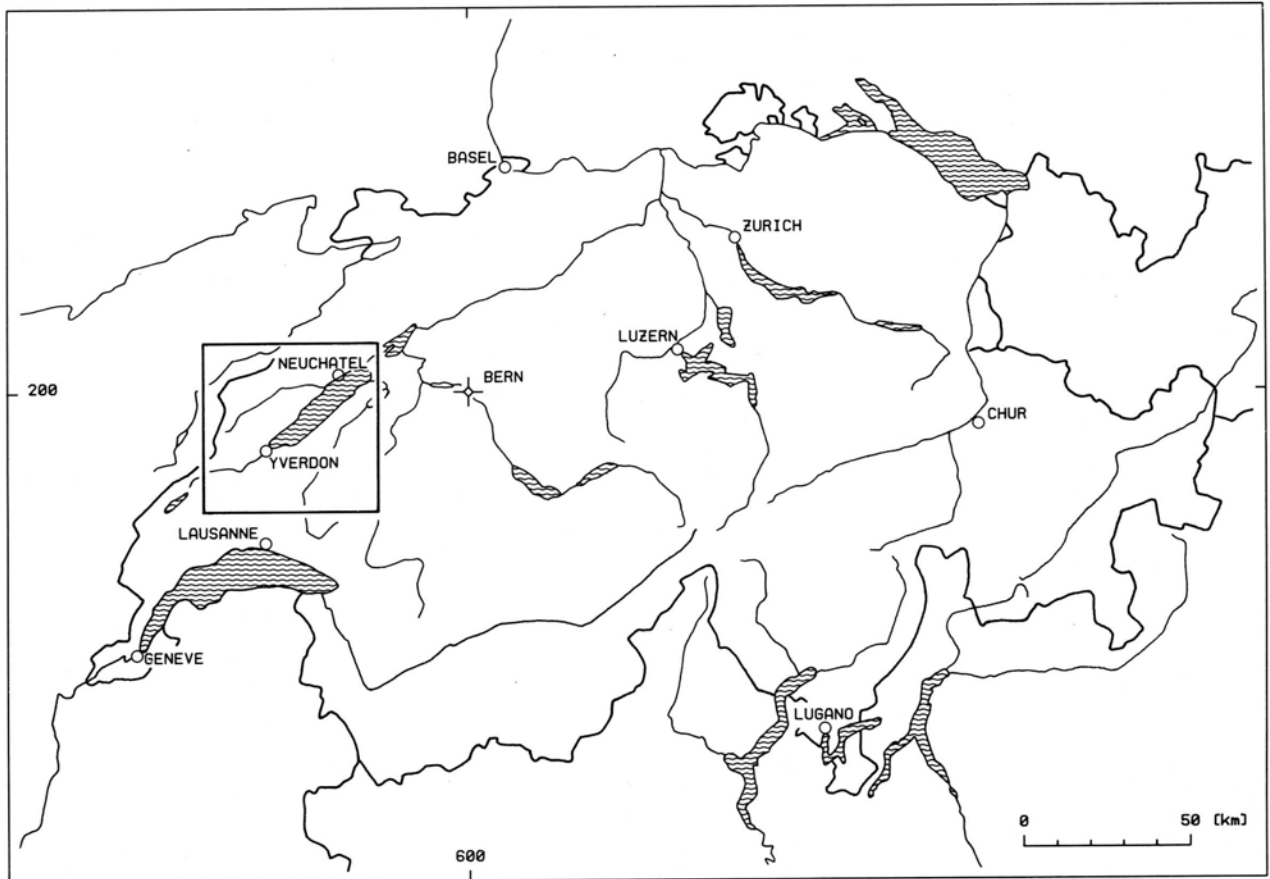 BASEL
ZURICH
LUZERN
NEUCHATEL
200
BERN
CHUR
YVERDON
LAUSANNE
GENEVE
LUGANO
0 50 [km]
600